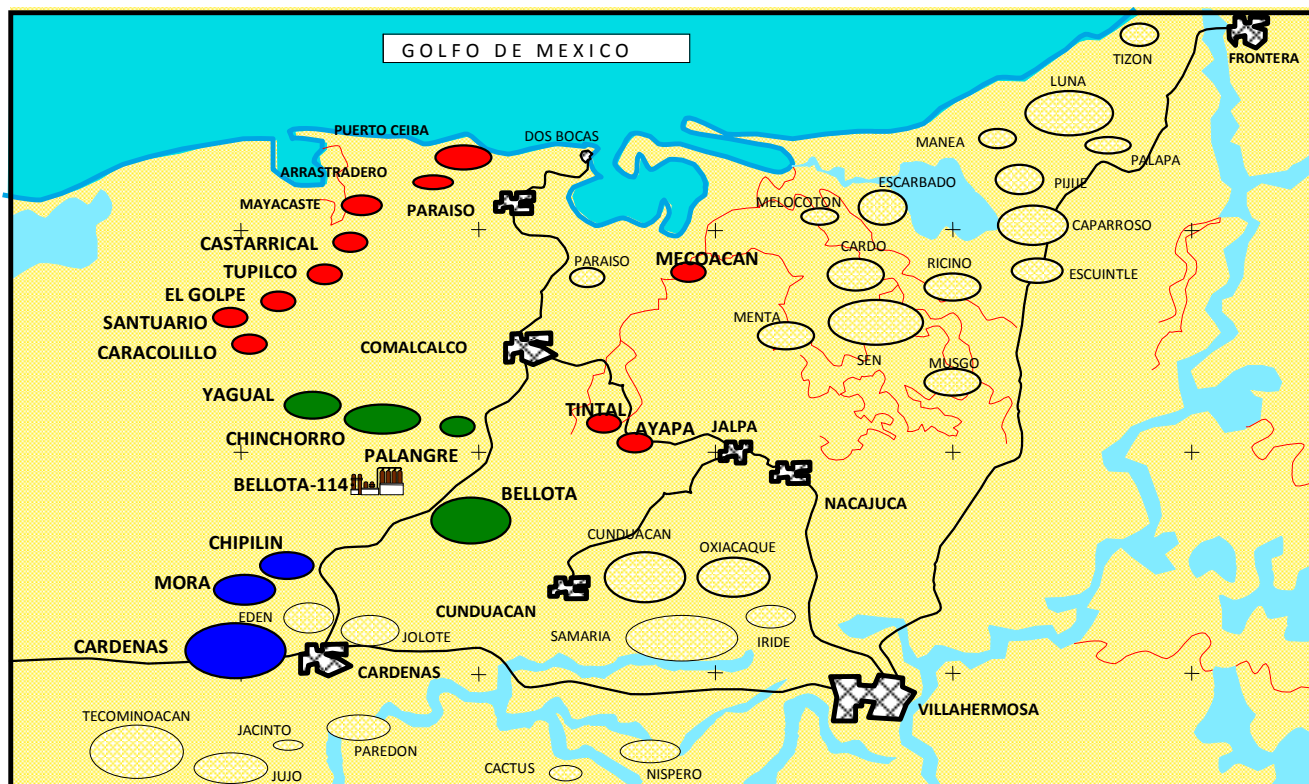 GOLFO DE MEXICO
FRONTERA
TIZON
LUNA
PUERTO CEIBA
DOS BOCAS
MANEA
PALAPA
ARRASTRADERO
ESCARBADO
PIJIJE
MAYACASTE
PARAISO
MELOCOTON
CAPARROSO
CASTARRICAL
CARDO
TUPILCO
PARAISO
MECOACAN
RICINO
ESCUINTLE
EL GOLPE
SANTUARIO
MENTA
CARACOLILLO
COMALCALCO
SEN
MUSGO
YAGUAL
TINTAL
AYAPA
JALPA
CHINCHORRO
PALANGRE
BELLOTA-114
BELLOTA
NACAJUCA
CHIPILIN
CUNDUACAN
OXIACAQUE
MORA
CUNDUACAN
EDEN
JOLOTE
SAMARIA
IRIDE
CARDENAS
CARDENAS
VILLAHERMOSA
TECOMINOACAN
JACINTO
PAREDON
JUJO
CACTUS
NISPERO